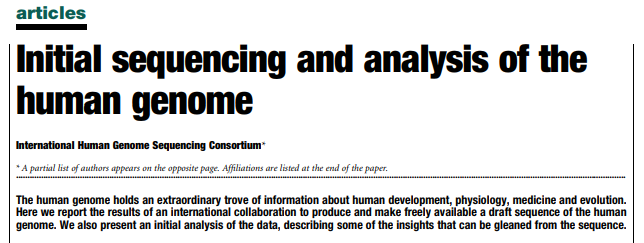 articles
Initial sequencing and analysis of the
human genome
International Human Genome Sequencing Consortium*
* A partial list of authors appears on the opposite page. Affiliations are listed at the end of the paper.
The human genome holds an extraordinary trove of information about human development, physiology, medicine and evolution.
Here we report the results of an international collaboration to produce and make freely available a draft sequence of the human
genome. We also present an initial analysis of the data, describing some of the insights that can be gleaned from the sequence.